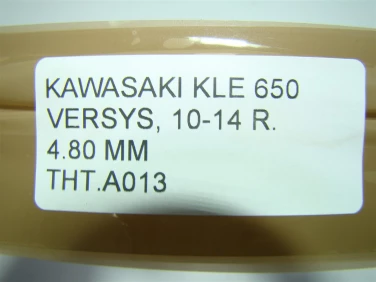 KAWASAKI KLE 650
VERSYS, 10-14 R.
4.80 MM
THT.A013